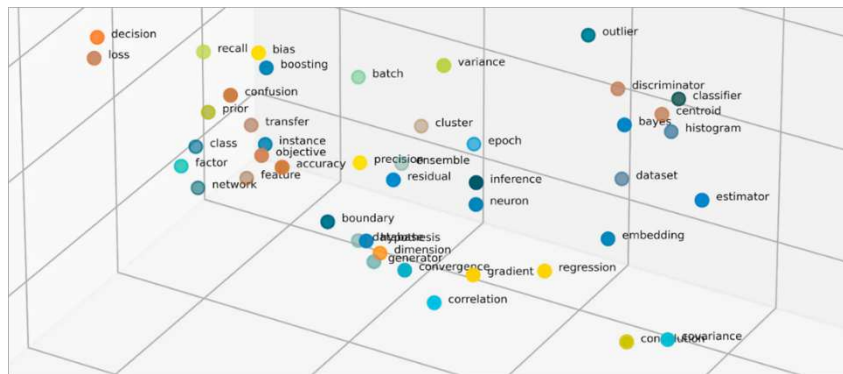 decision
outlier
recall
bias
loss
variance
boosting
batch
discriminator
confusion
classifier
prior
centroid
bayes
transfer
cluster
histogram
class
instance
epoch
objective
precision
ensemble
factor
accuracy
feature
residual
inference
dataset
network
estimator
neuron
boundary
embedding
hypothesis
dimension
generator
convergence
gradient
regression
correlation
covariance